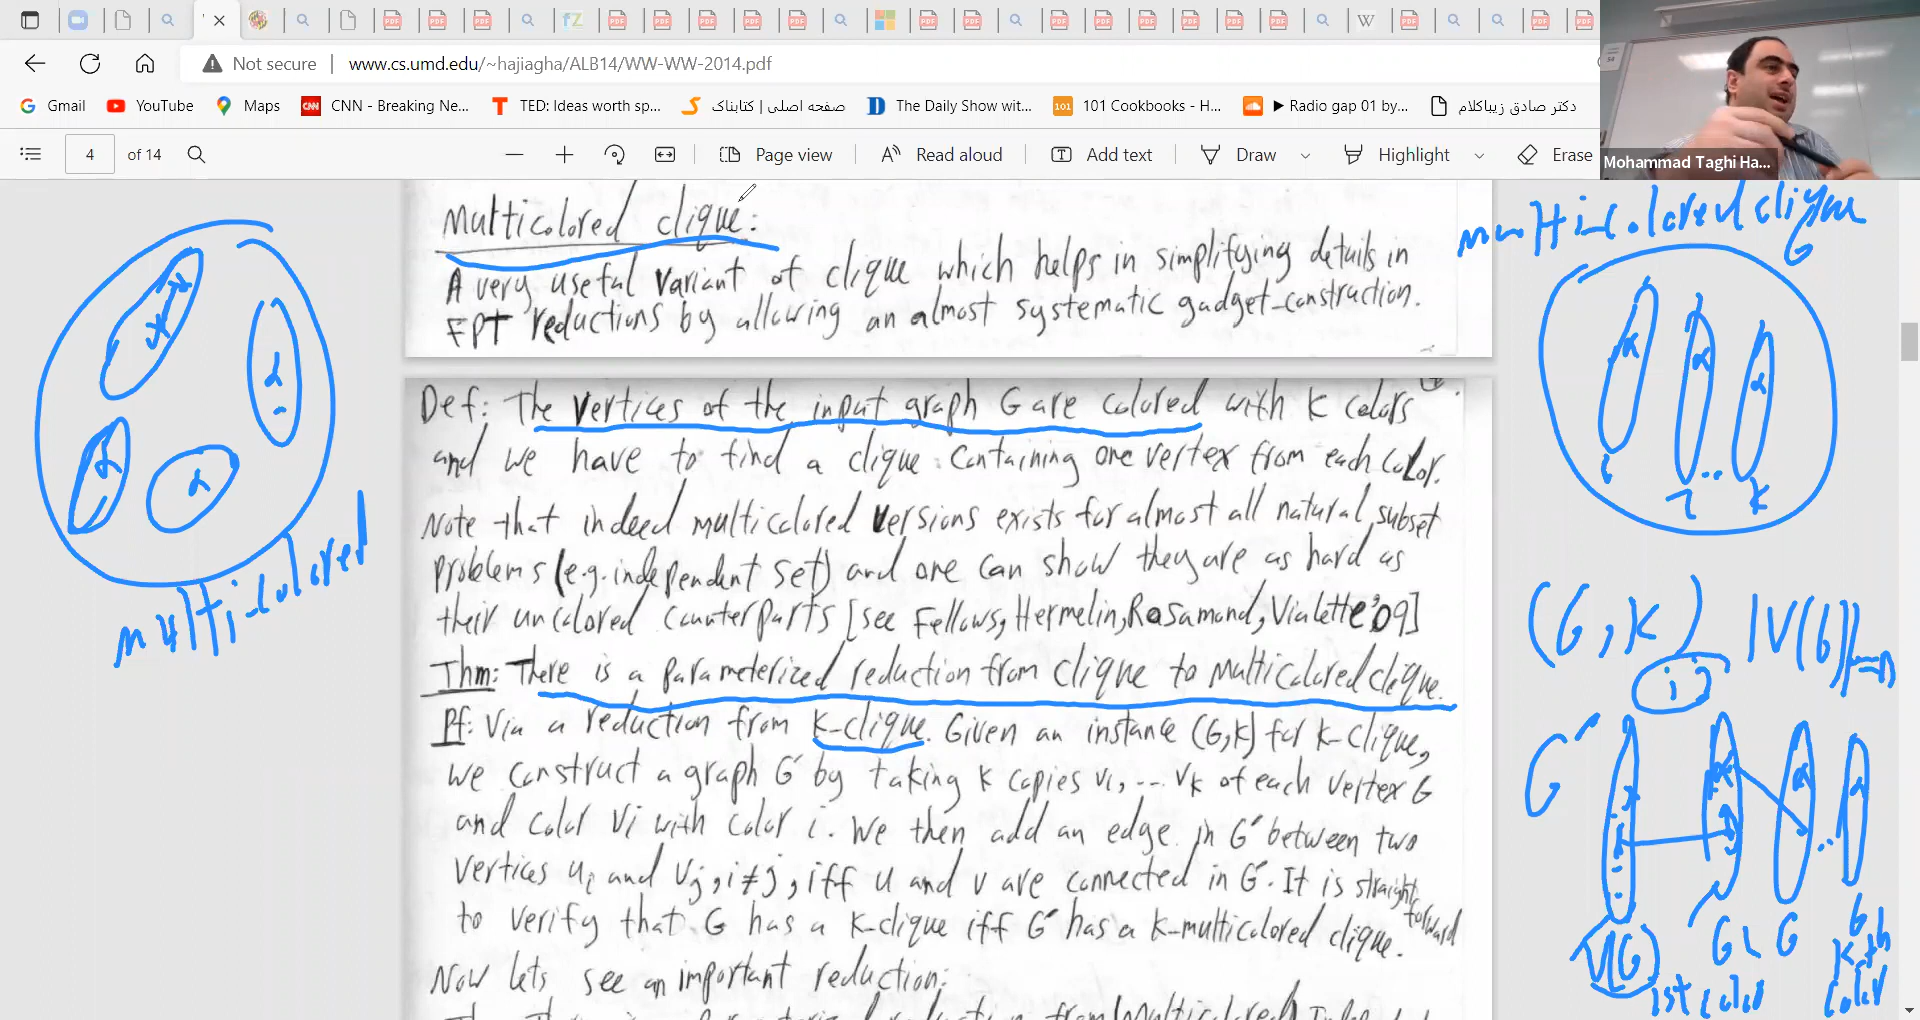 Not secure | www.cs.umd.edu/~hajiagha/ALB14/WW-WW-2014.pdf
Gmail YouTube Maps CNN - Breaking Ne... TED: Ideas worth sp... صفحه اصلی | کتابناک The Daily Show wit... 101 Cookbooks - H... ▶ Radio gap 01 by... دکتر صادق زیباکلام
4 of 14 Page view Read aloud Add text Draw Highlight Erase
Mohammad Taghi Ha...
Multicolored clique:
A very useful variant of clique which helps in simplifying details in
FPT reductions by allowing an almost systematic gadget-construction.
Def: The vertices of the input graph G are colored with K colors
and we have to find a clique containing one vertex from each color.
Note that indeed multicolored versions exists for almost all natural subset
problems (e.g. independent set) and one can show they are as hard as
their uncolored counterparts [see Fellows, Hermelin, Rosamond, Vialette'09]
Thm: There is a parameterized reduction from clique to multicolored clique.
Pf: Via a reduction from K-clique. Given an instance (G,K) for K-clique,
we construct a graph G' by taking K copies v1, ... vk of each vertex G
and color Vi with color i. We then add an edge in G' between two
vertices ui and vj, i≠j, iff u and v are connected in G. It is straight
forward
to verify that G has a K-clique iff G' has a K-multicolored clique.
Now lets see an important reduction:
multi-colored
multicolored clique
G
K
(G, K) |V(G)|=n
i
G'
V(G)
1st color
G G
G
K-th
color